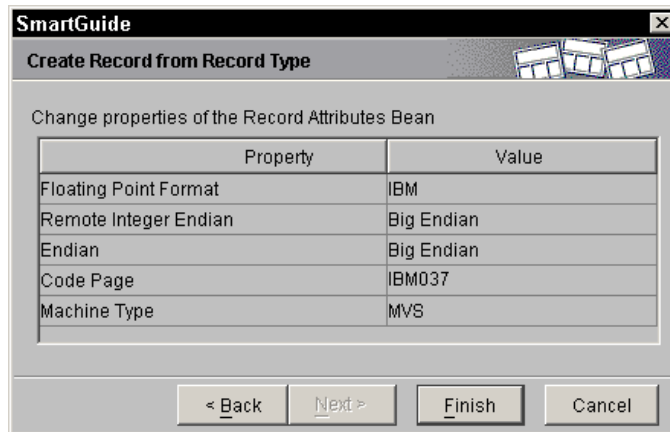 SmartGuide
Create Record from Record Type
Change properties of the Record Attributes Bean
Property Value
Floating Point Format IBM
Remote Integer Endian Big Endian
Endian Big Endian
Code Page IBM037
Machine Type MVS
< Back Next > Finish Cancel